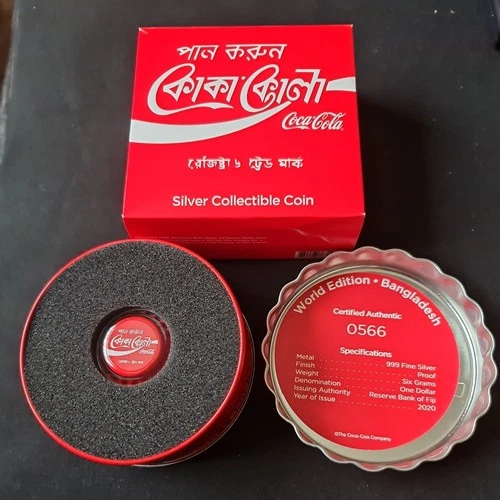 পান করুন
কোকা-কোলা
Coca-Cola
রেজিষ্টা ১ ট্রেড মার্ক
Silver Collectible Coin
পান করুন
কোকা-কোলা
Coca-Cola
World Edition • Bangladesh
Certified Authentic
0566
Specifications
Metal 999 Fine Silver
Finish Proof
Weight Six Grams
Denomination One Dollar
Issuing Authority Reserve Bank of Fiji
Year of Issue 2020
©The Coca-Cola Company